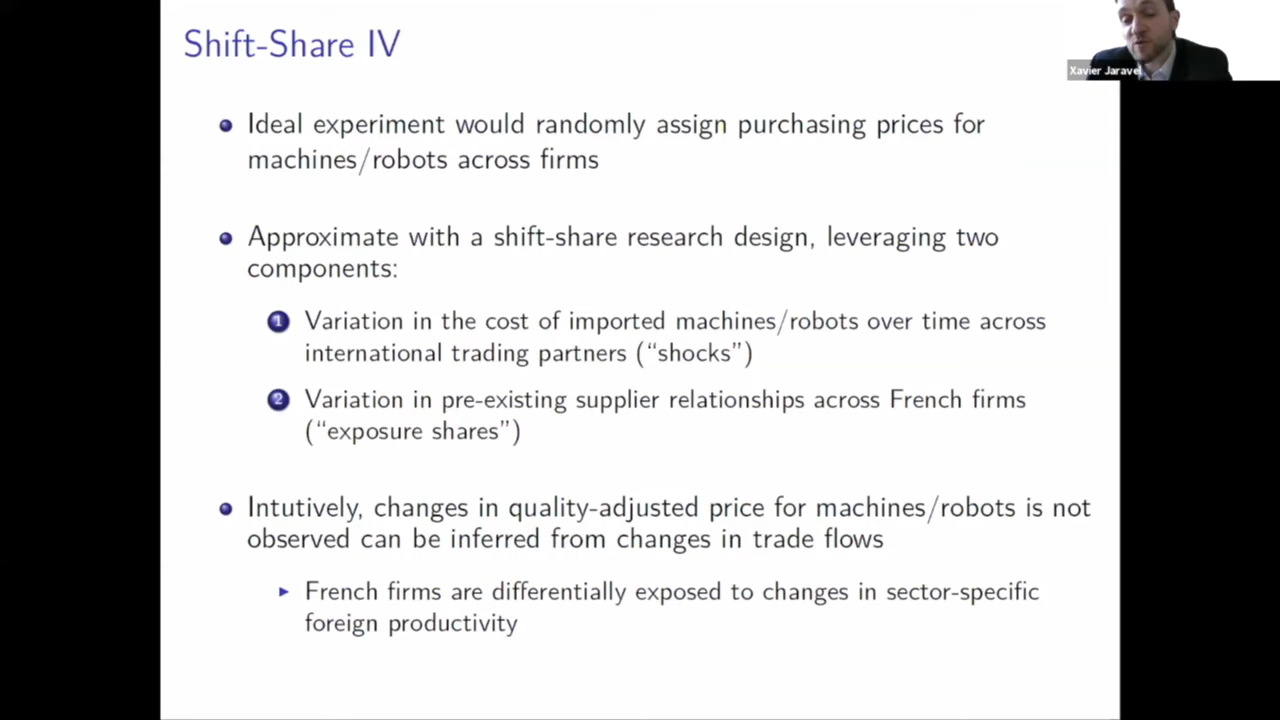 Shift-Share IV
Xavier Jaravel
Ideal experiment would randomly assign purchasing prices for
machines/robots across firms
Approximate with a shift-share research design, leveraging two
components:
1 Variation in the cost of imported machines/robots over time across
international trading partners (“shocks”)
2 Variation in pre-existing supplier relationships across French firms
(“exposure shares”)
Intutively, changes in quality-adjusted price for machines/robots is not
observed can be inferred from changes in trade flows
French firms are differentially exposed to changes in sector-specific
foreign productivity